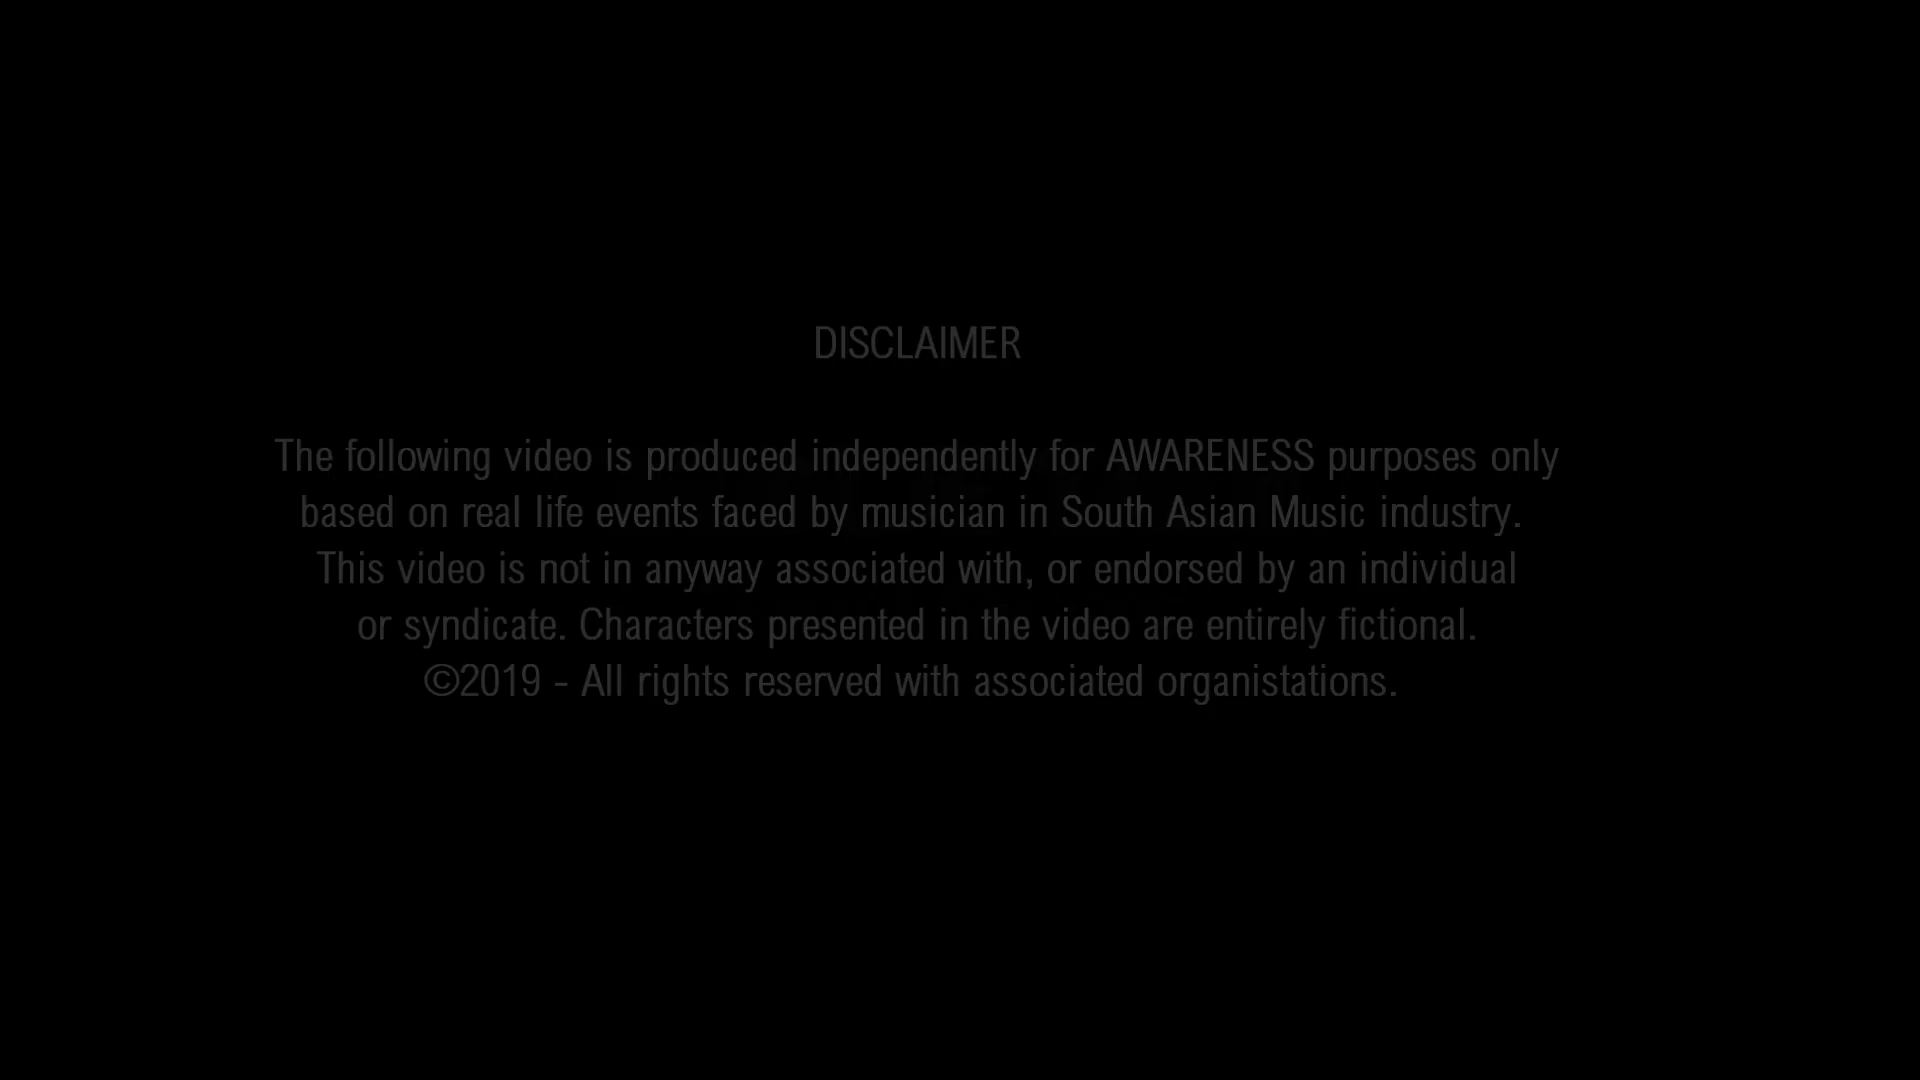 DISCLAIMER
The following video is produced independently for AWARENESS purposes only
based on real life events faced by musician in South Asian Music industry.
This video is not in anyway associated with, or endorsed by an individual
or syndicate. Characters presented in the video are entirely fictional.
©2019 - All rights reserved with associated organistations.